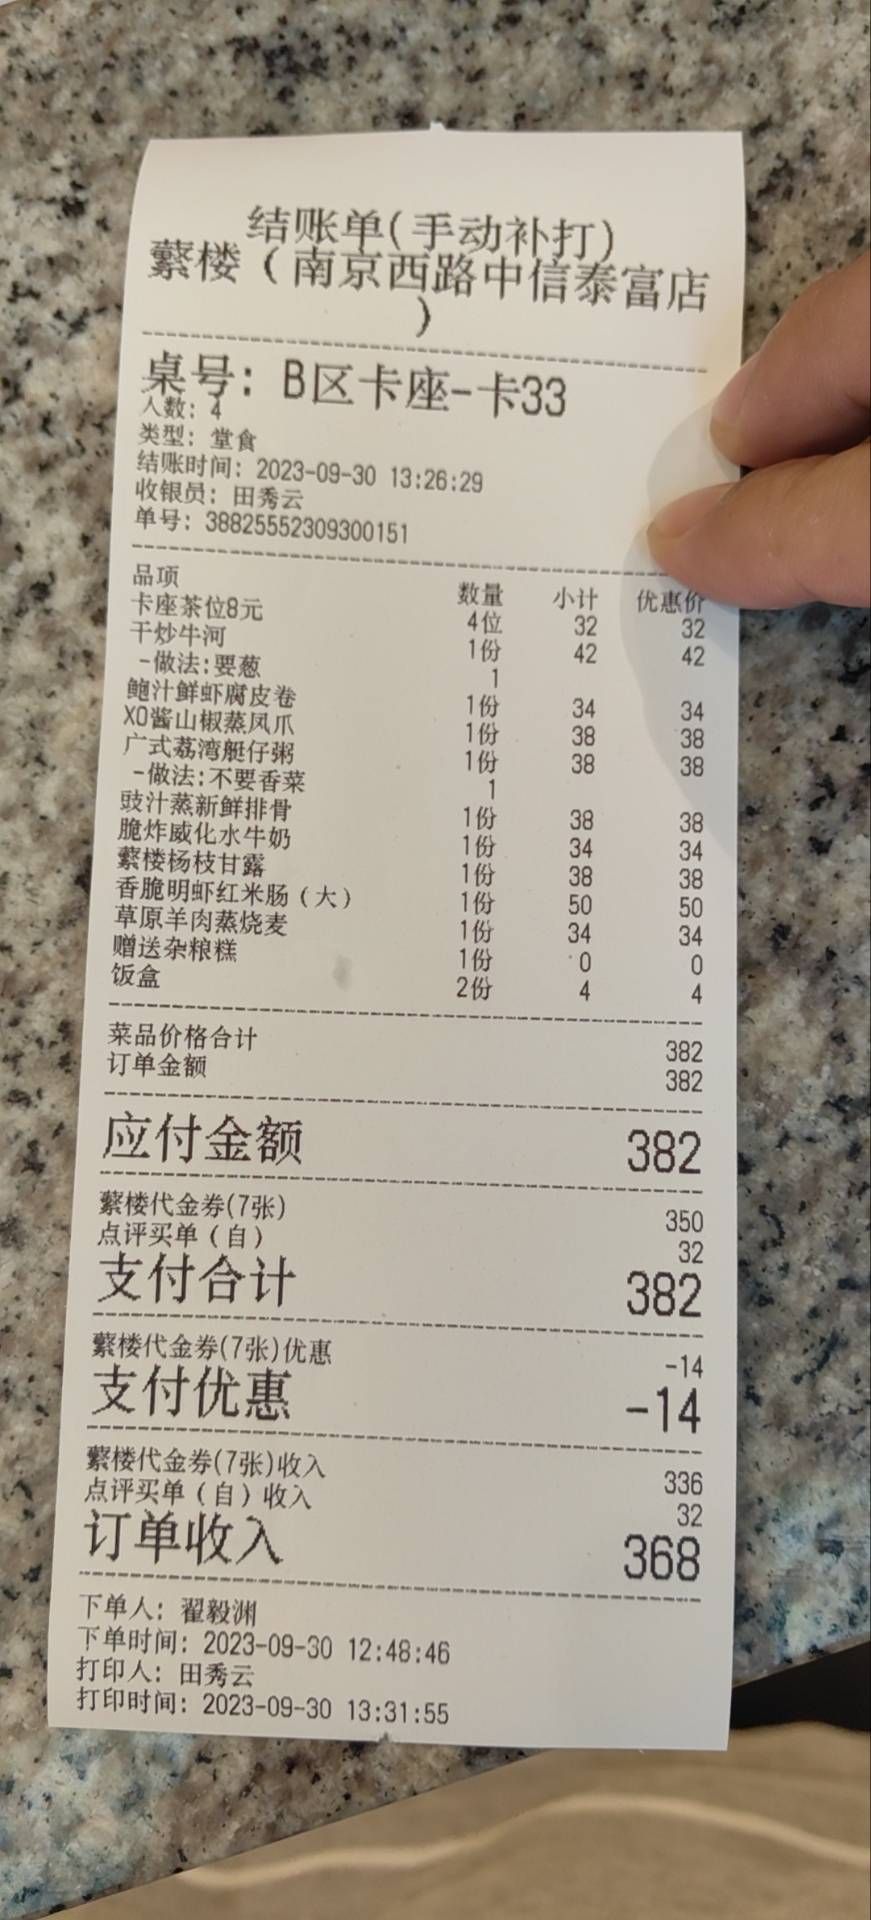 结账单(手动补打)
蘩楼（南京西路中信泰富店
）
桌号: B区卡座-卡33
人数: 4
类型: 堂食
结账时间: 2023-09-30 13:26:29
收银员: 田秀云
单号: 388255552309300151
品项 数量 小计 优惠价
卡座茶位8元 4位 32 32
干炒牛河 1份 42 42
-做法:要葱 1
鲍汁鲜虾腐皮卷 1份 34 34
XO酱山椒蒸凤爪 1份 38 38
广式荔湾艇仔粥 1份 38 38
-做法:不要香菜 1
豉汁蒸新鲜排骨 1份 38 38
脆炸威化水牛奶 1份 34 34
蘩楼杨枝甘露 1份 38 38
香脆明虾红米肠（大） 1份 50 50
草原羊肉蒸烧麦 1份 34 34
赠送杂粮糕 1份 0 0
饭盒 2份 4 4
菜品价格合计 382
订单金额 382
应付金额 382
蘩楼代金券(7张) 350
点评买单（自） 32
支付合计 382
蘩楼代金券(7张)优惠 -14
支付优惠 -14
蘩楼代金券(7张)收入 336
点评买单（自）收入 32
订单收入 368
下单人: 翟毅渊
下单时间: 2023-09-30 12:48:46
打印人: 田秀云
打印时间: 2023-09-30 13:31:55